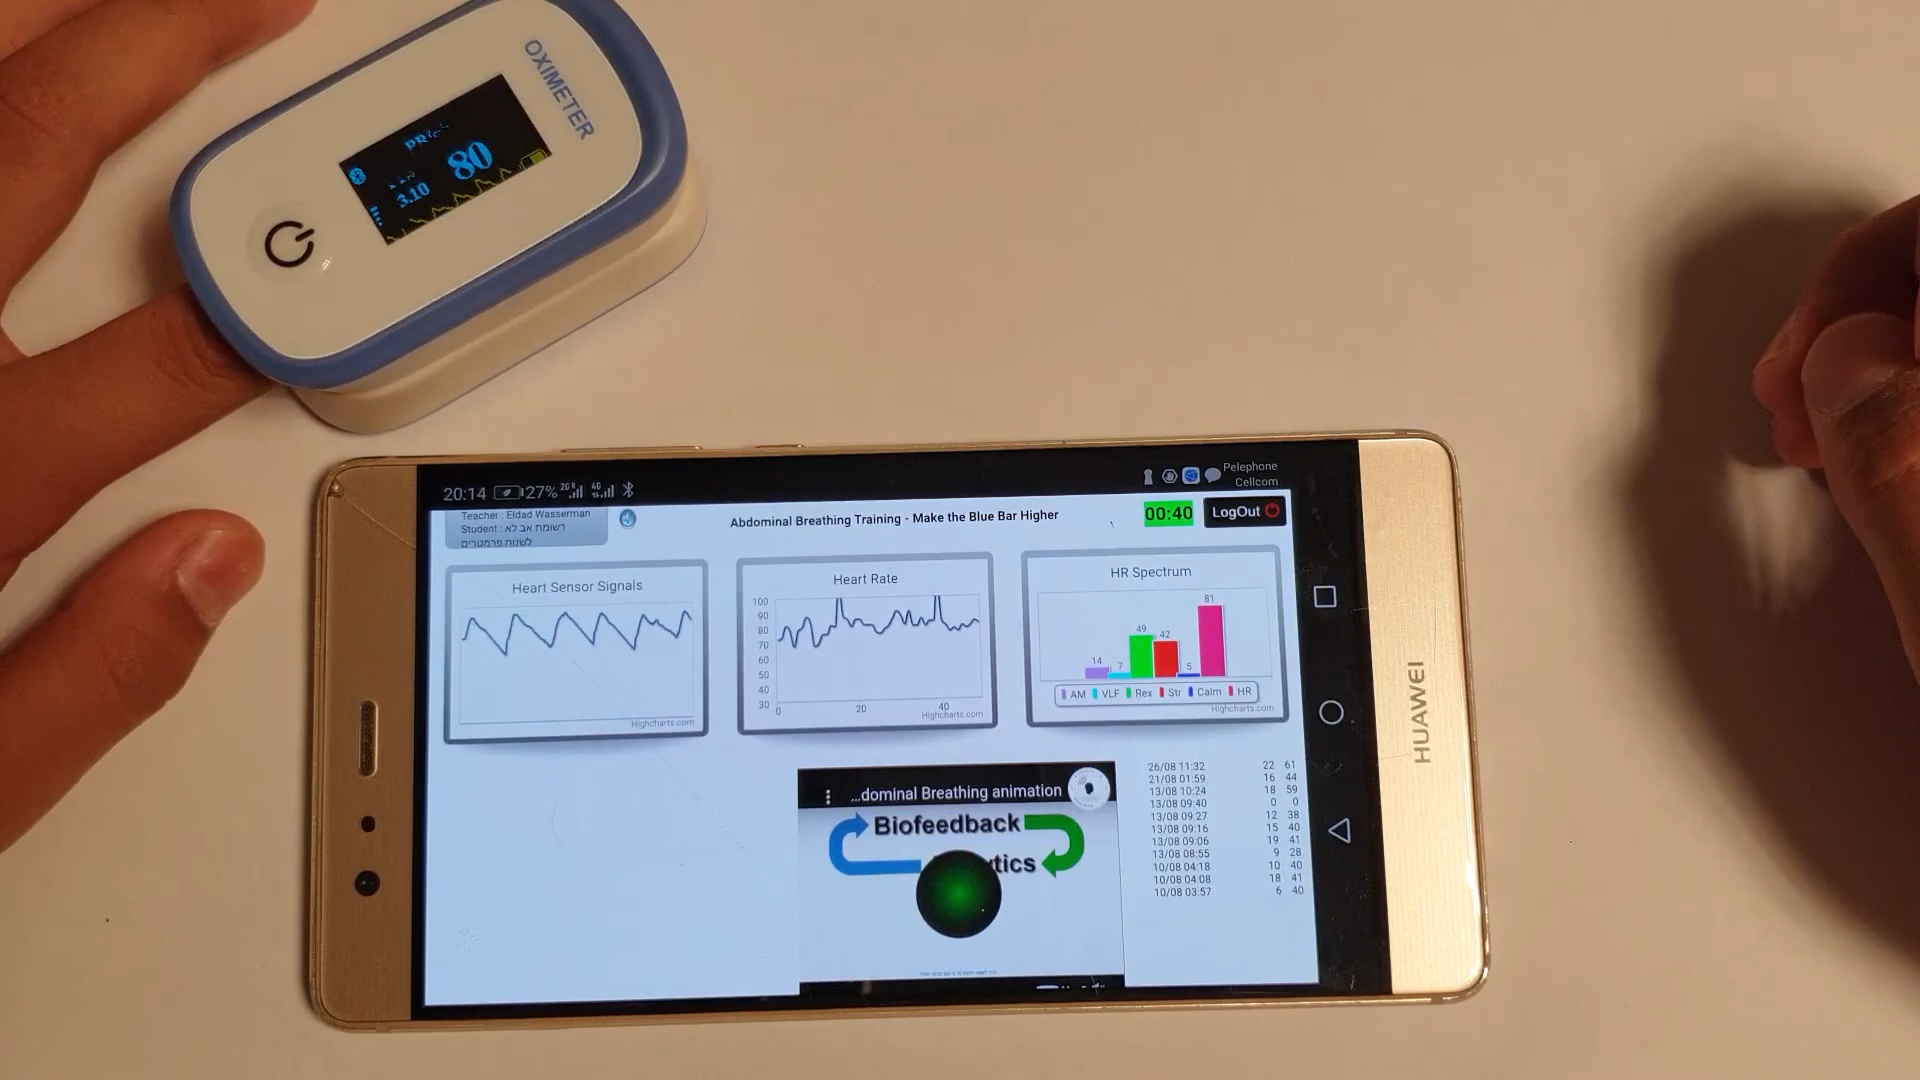 OXIMETER
80
3.10
20:14 27% 2G R 4G
Pelephone
Cellcom
Teacher : Eldad Wasserman
Student : רשומת אב לא
לשנות פרמטרים
Abdominal Breathing Training - Make the Blue Bar Higher
00:40
LogOut
Heart Sensor Signals
Highcharts.com
Heart Rate
100
90
80
70
60
50
40
30
0 20 40
Highcharts.com
HR Spectrum
14 7 49 42 5 81
AM VLF Rex Str Calm HR
Highcharts.com
...dominal Breathing animation
Biofeedback
tics
26/08 11:32 22 61
21/08 01:59 16 44
13/08 10:24 18 59
13/08 09:40 0 0
13/08 09:27 12 38
13/08 09:16 15 40
13/08 09:06 19 41
13/08 08:55 9 28
10/08 04:18 10 40
10/08 04:08 18 41
10/08 03:57 6 40
HUAWEI